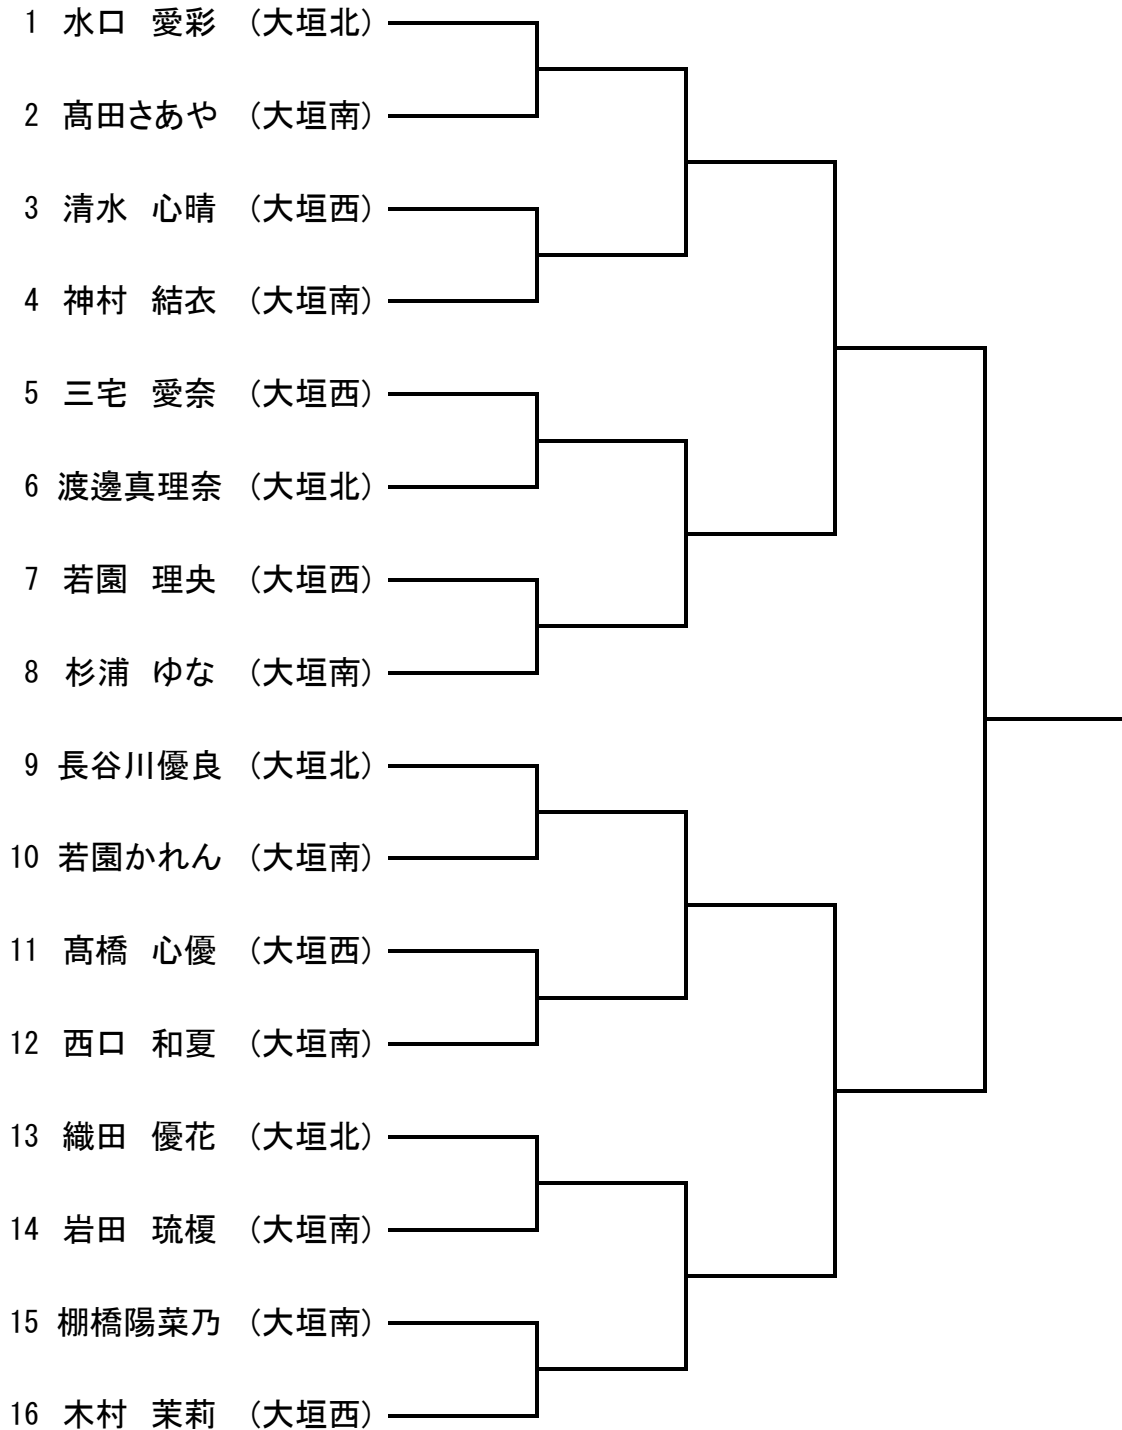 1 水口 愛彩 (大垣北)
2 髙田さあや (大垣南)
3 清水 心晴 (大垣西)
4 神村 結衣 (大垣南)
5 三宅 愛奈 (大垣西)
6 渡邊真理奈 (大垣北)
7 若園 理央 (大垣西)
8 杉浦 ゆな (大垣南)
9 長谷川優良 (大垣北)
10 若園かれん (大垣南)
11 髙橋 心優 (大垣西)
12 西口 和夏 (大垣南)
13 織田 優花 (大垣北)
14 岩田 琉榎 (大垣南)
15 棚橋陽菜乃 (大垣南)
16 木村 茉莉 (大垣西)